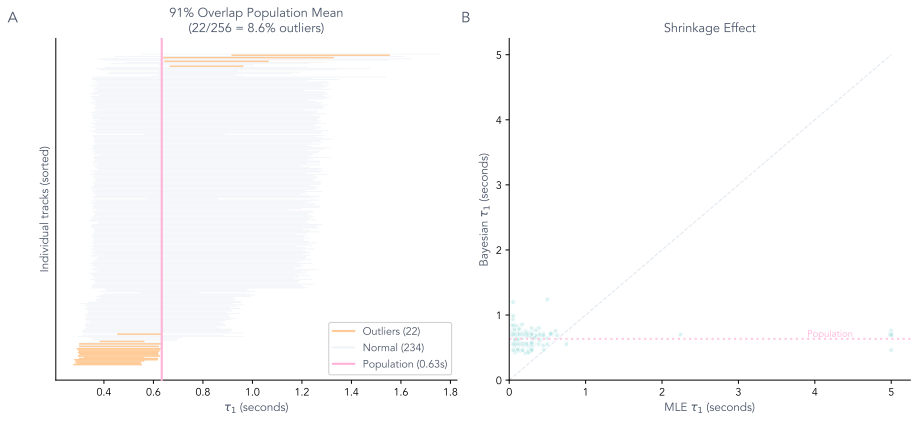 A
91% Overlap Population Mean
(22/256 = 8.6% outliers)
Individual tracks (sorted)
Outliers (22)
Normal (234)
Population (0.63s)
0.4 0.6 0.8 1.0 1.2 1.4 1.6 1.8
τ1 (seconds)
B
Shrinkage Effect
Bayesian τ1 (seconds)
5
4
3
2
1
0
Population
0 1 2 3 4 5
MLE τ1 (seconds)